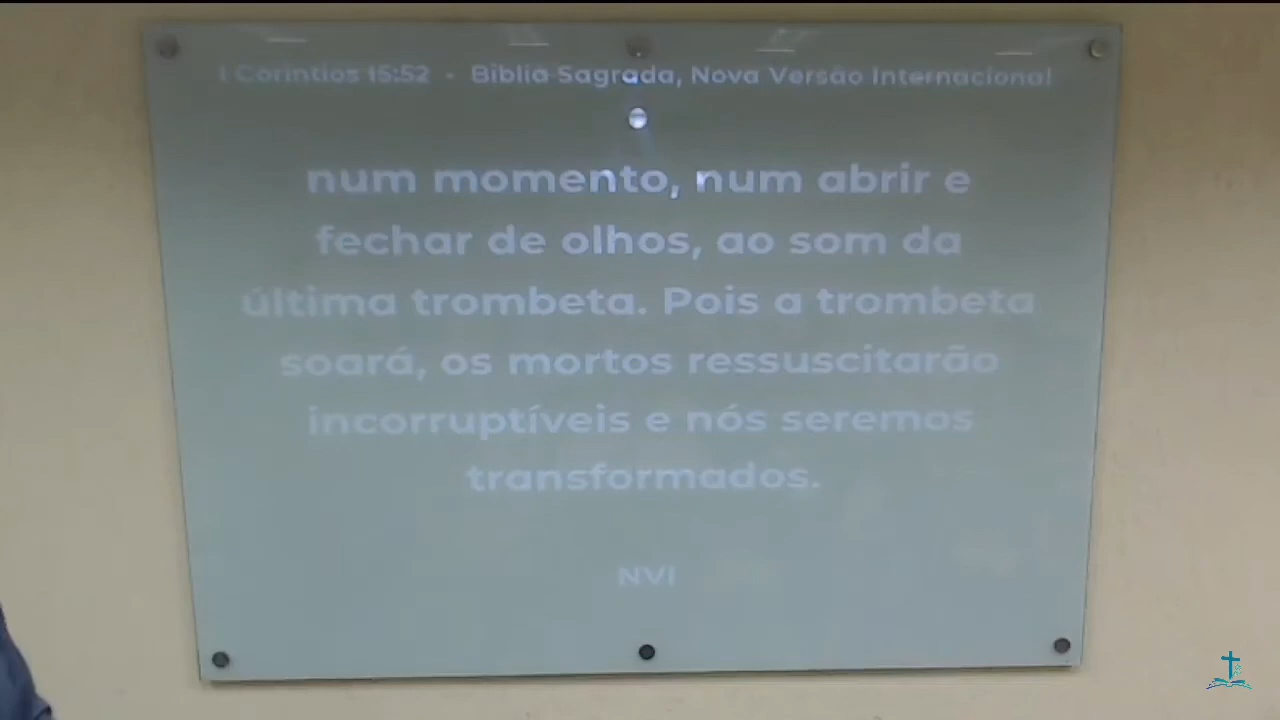 1 Coríntios 15:52 - Bíblia Sagrada, Nova Versão Internacional
num momento, num abrir e
fechar de olhos, ao som da
última trombeta. Pois a trombeta
soará, os mortos ressuscitarão
incorruptíveis e nós seremos
transformados.
NVI